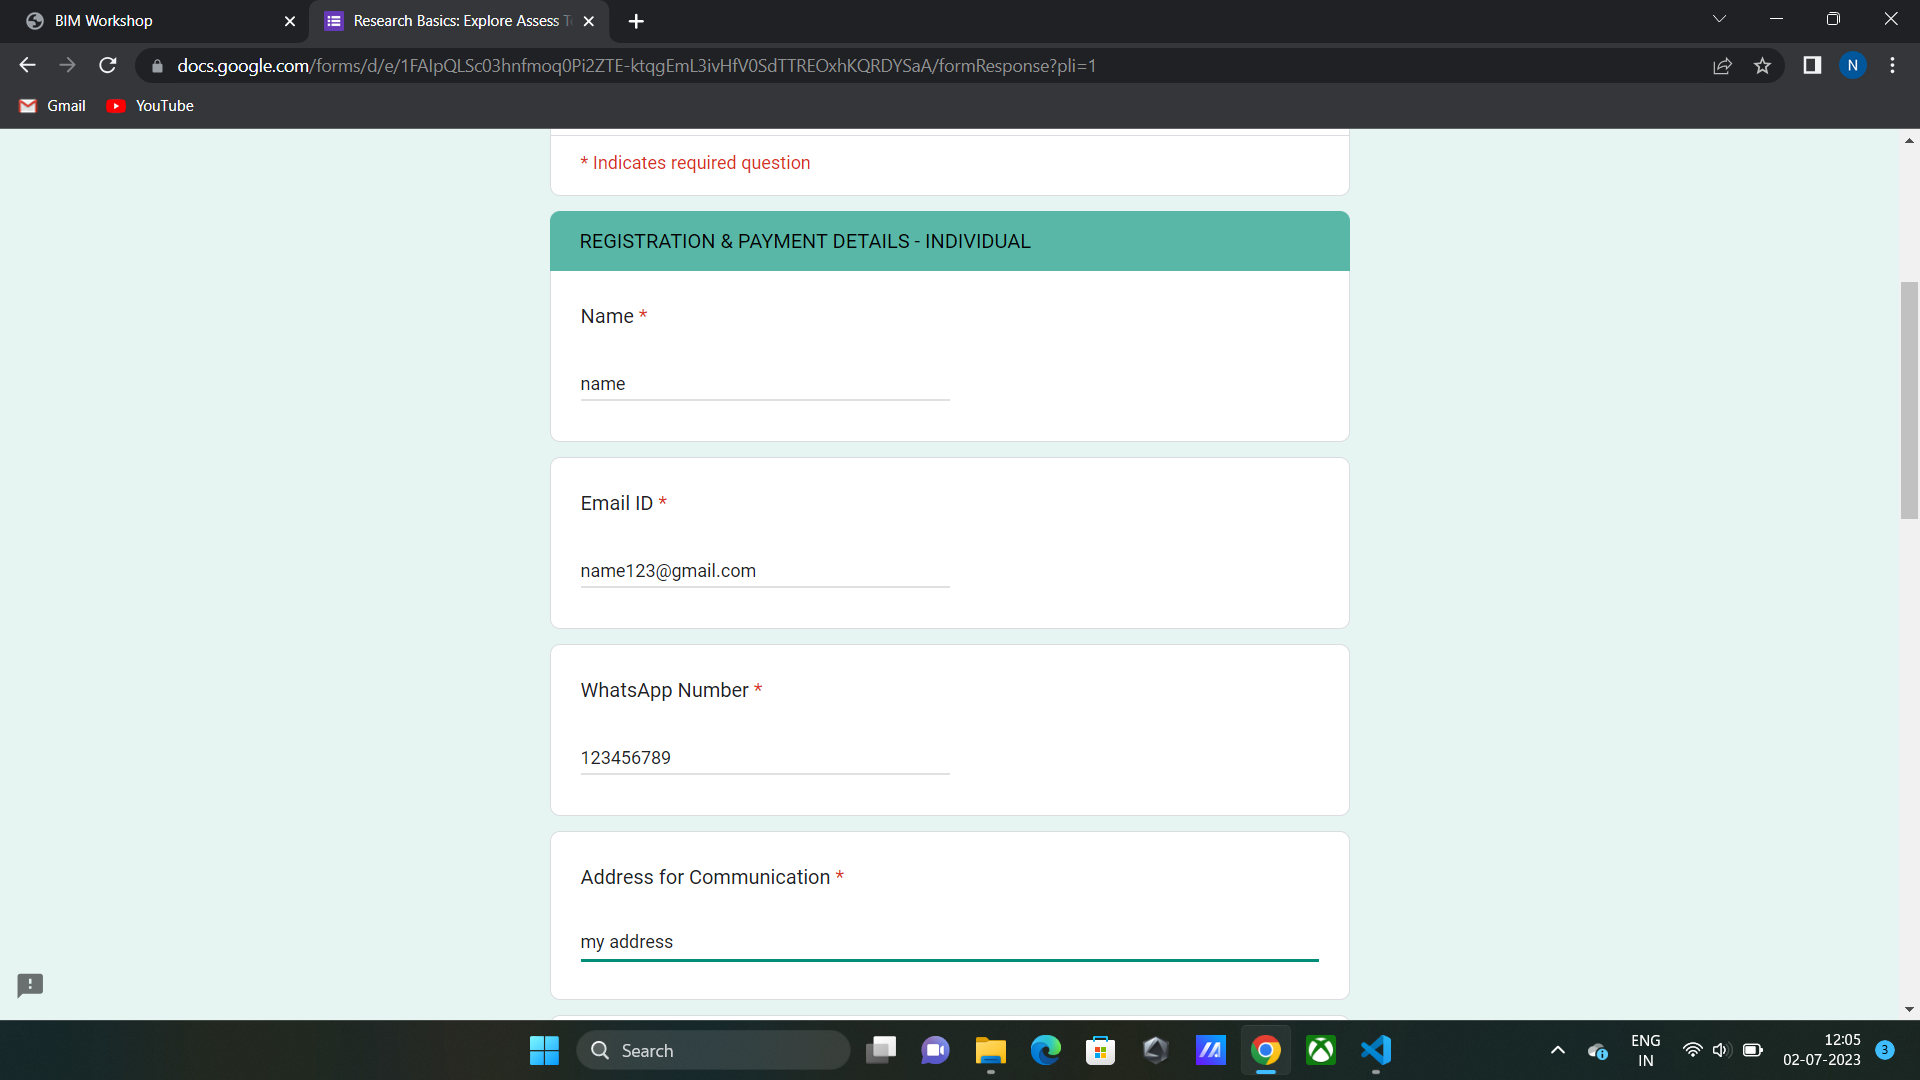 BIM Workshop
Research Basics: Explore Assess
docs.google.com/forms/d/e/1FAIpQLSc03hnfmoq0Pi2ZTE-ktqgEmL3ivHfV0SdTTREOxhKQRDYSaA/formResponse?pli=1
N
Gmail
YouTube
* Indicates required question
REGISTRATION & PAYMENT DETAILS - INDIVIDUAL
Name *
name
Email ID *
name123@gmail.com
WhatsApp Number *
123456789
Address for Communication *
my address
Search
ENG
IN
12:05
02-07-2023
3